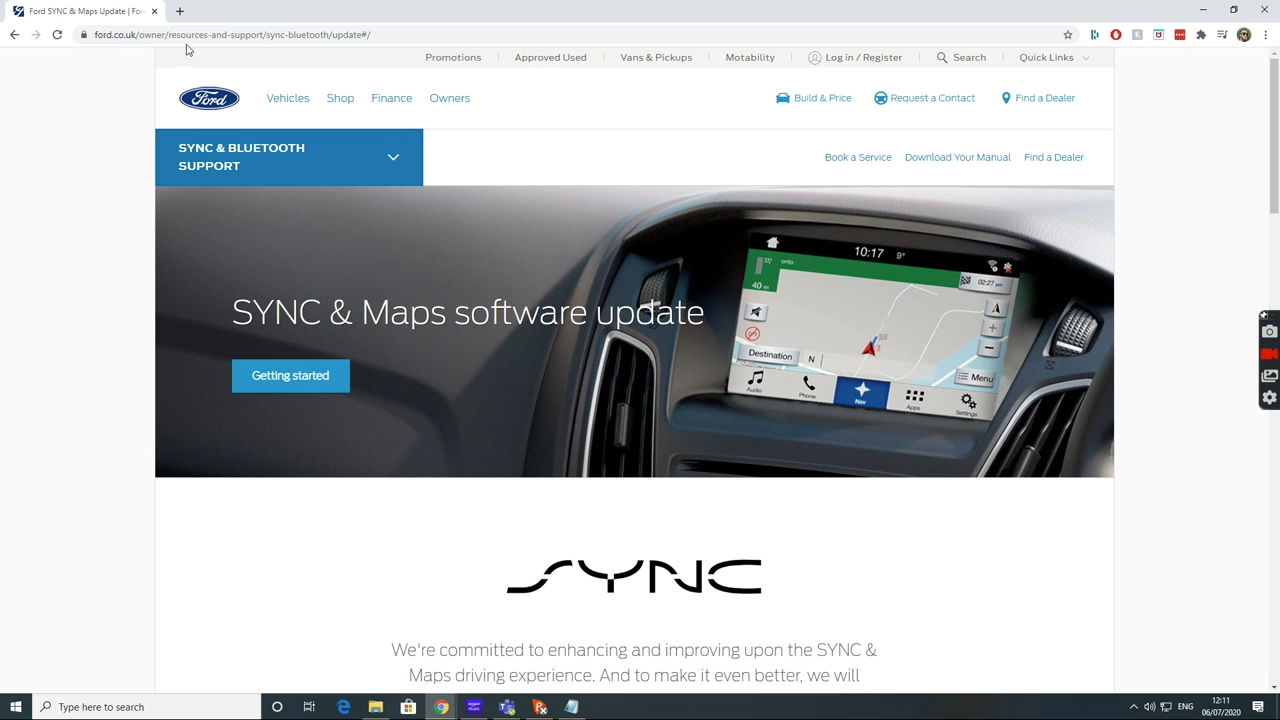 Ford SYNC & Maps Update | For
ford.co.uk/owner/resources-and-support/sync-bluetooth/update#/
Promotions
Approved Used
Vans & Pickups
Motability
Log in / Register
Search
Quick Links
Ford
Vehicles
Shop
Finance
Owners
Build & Price
Request a Contact
Find a Dealer
SYNC & BLUETOOTH
SUPPORT
Book a Service
Download Your Manual
Find a Dealer
10:17
9°
onto
02:27 pm
40 m
SYNC & Maps software update
Destination
N
Menu
Getting started
Audio
Phone
Nav
Apps
Settings
SYNC
We're committed to enhancing and improving upon the SYNC &
Maps driving experience. And to make it even better, we will
Type here to search
ENG
12:11
06/07/2020